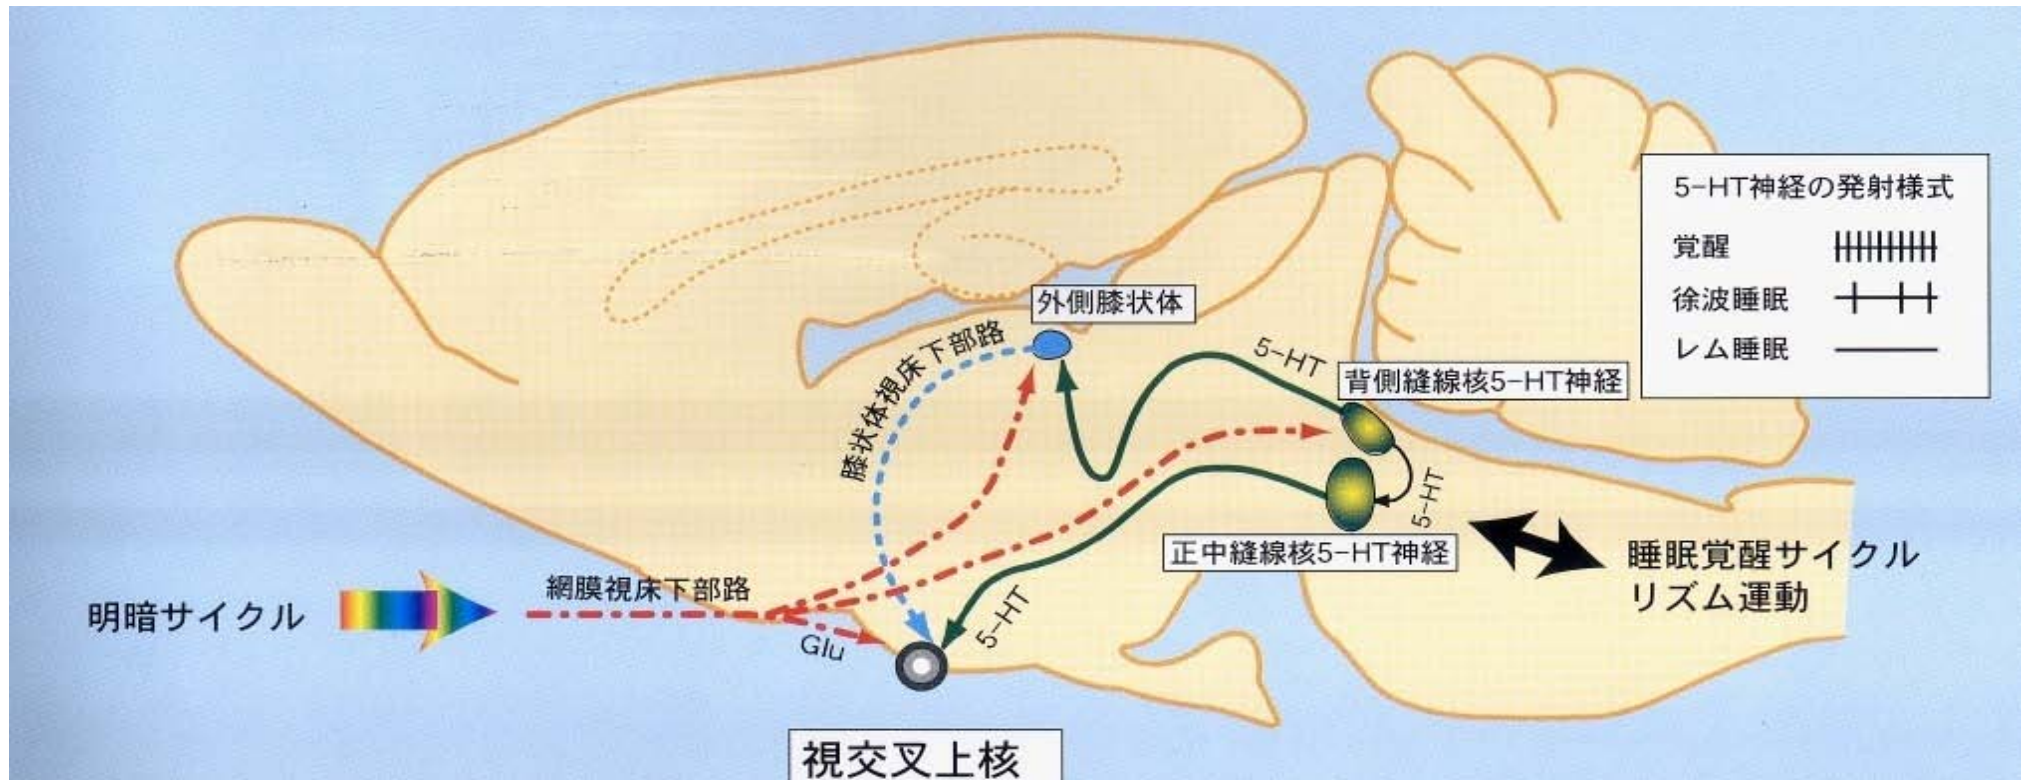 5-HT神経の発射様式
覚醒
徐波睡眠
レム睡眠
外側膝状体
膝状体視床下部路
5-HT
背側縫線核5-HT神経
5-HT
正中縫線核5-HT神経
睡眠覚醒サイクル
リズム運動
網膜視床下部路
明暗サイクル
Glu
5-HT
視交叉上核